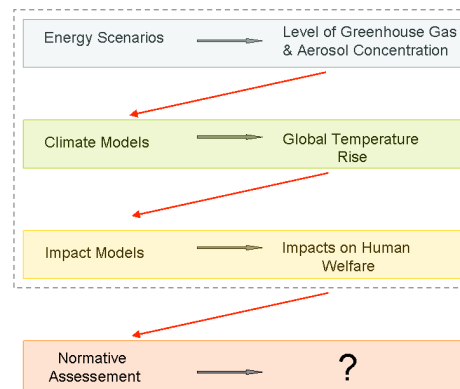 Energy Scenarios
Level of Greenhouse Gas
& Aerosol Concentration
Climate Models
Global Temperature
Rise
Impact Models
Impacts on Human
Welfare
Normative
Assessement
?